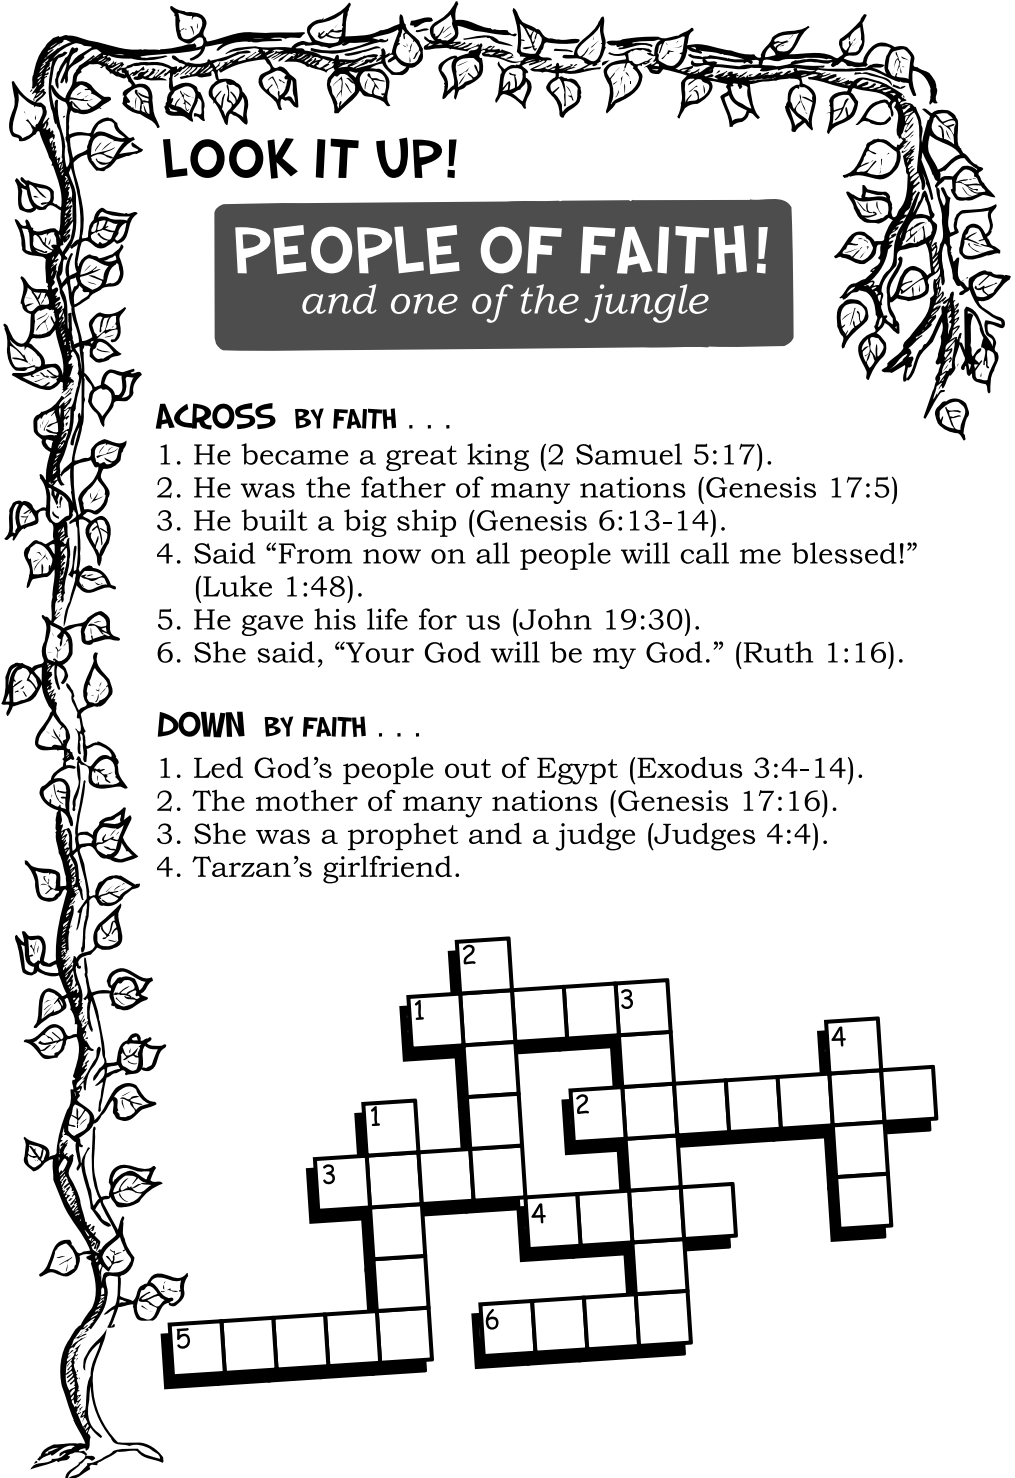 LOOK IT UP!
PEOPLE OF FAITH!
and one of the jungle
ACROSS BY FAITH . . .
1. He became a great king (2 Samuel 5:17).
2. He was the father of many nations (Genesis 17:5)
3. He built a big ship (Genesis 6:13-14).
4. Said “From now on all people will call me blessed!”
(Luke 1:48).
5. He gave his life for us (John 19:30).
6. She said, “Your God will be my God.” (Ruth 1:16).
DOWN BY FAITH . . .
1. Led God’s people out of Egypt (Exodus 3:4-14).
2. The mother of many nations (Genesis 17:16).
3. She was a prophet and a judge (Judges 4:4).
4. Tarzan’s girlfriend.
2
1 3
4
2
1
3
4
6
5